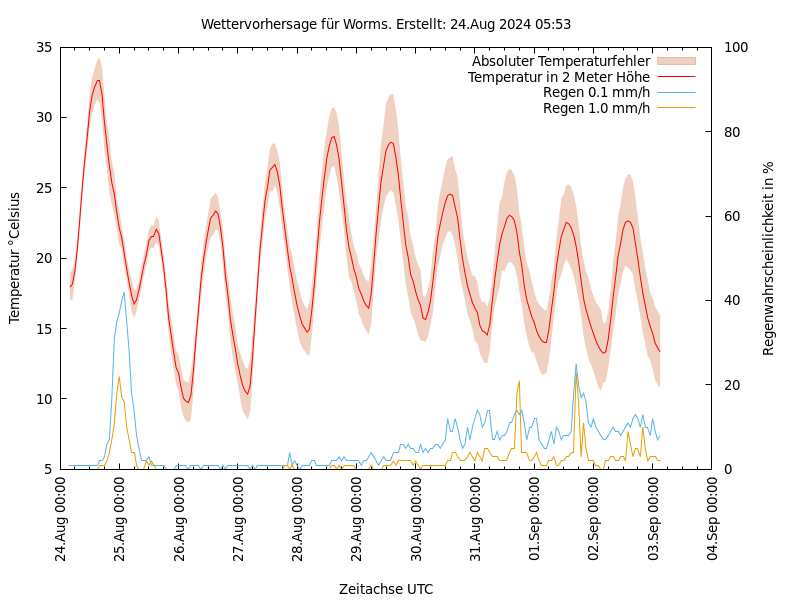 Wettervorhersage für Worms. Erstellt: 24.Aug 2024 05:53
Absoluter Temperaturfehler
Temperatur in 2 Meter Höhe
Regen 0.1 mm/h
Regen 1.0 mm/h
Temperatur °Celsius
35
30
25
20
15
10
5
Regenwahrscheinlichkeit in %
100
80
60
40
20
0
24.Aug 00:00
25.Aug 00:00
26.Aug 00:00
27.Aug 00:00
28.Aug 00:00
29.Aug 00:00
30.Aug 00:00
31.Aug 00:00
01.Sep 00:00
02.Sep 00:00
03.Sep 00:00
04.Sep 00:00
Zeitachse UTC